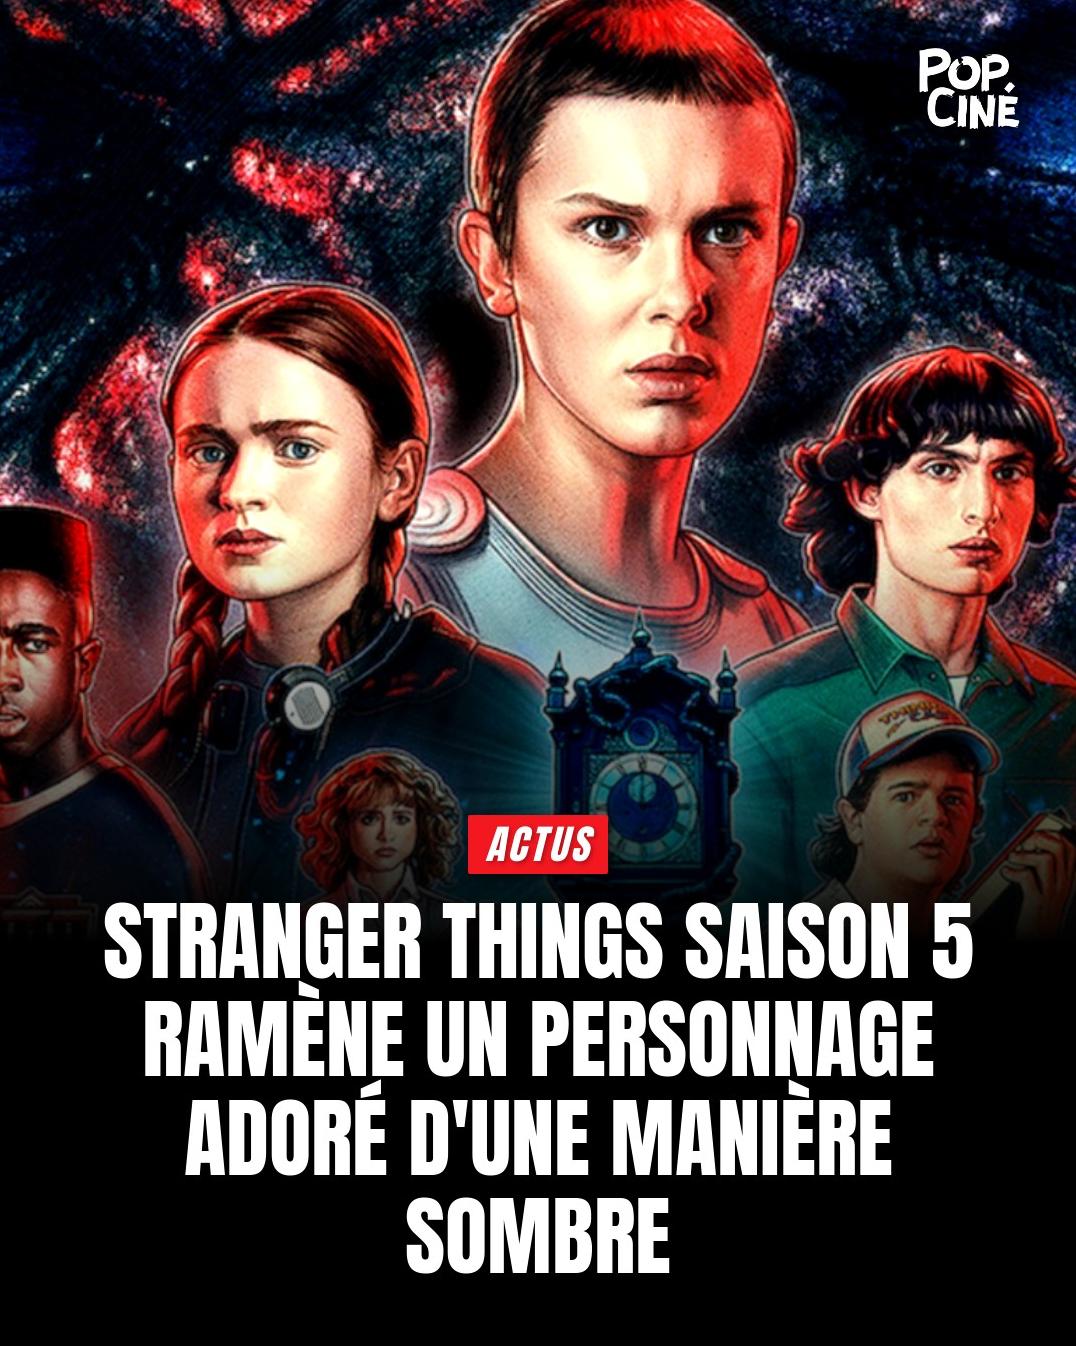 POP.
CINÉ
ACTUS
STRANGER THINGS SAISON 5
RAMÈNE UN PERSONNAGE
ADORÉ D'UNE MANIÈRE
SOMBRE